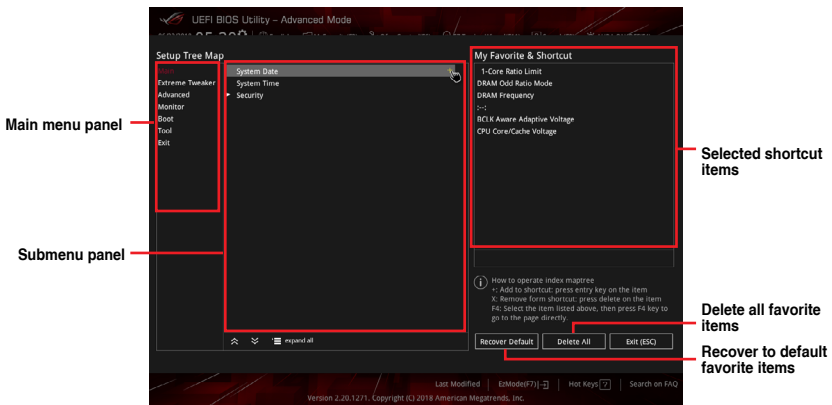 UEFI BIOS Utility – Advanced Mode
Setup Tree Map
My Favorite & Shortcut
Main
Extreme Tweaker
Advanced
Monitor
Boot
Tool
Exit
System Date
System Time
Security
1-Core Ratio Limit
DRAM Odd Ratio Mode
DRAM Frequency
:--:
BCLK Aware Adaptive Voltage
CPU Core/Cache Voltage
Main menu panel
Submenu panel
Selected shortcut
items
How to operate index maptree
+: Add to shortcut: press entry key on the item
X: Remove form shortcut: press delete on the item
F4: Select the item listed above, then press F4 key to
go to the page directly.
expand all
Recover Default
Delete All
Exit (ESC)
Delete all favorite
items
Recover to default
favorite items
Last Modified
EzMode(F7)
Hot Keys ?
Search on FAQ
Version 2.20.1271. Copyright (C) 2018 American Megatrends, Inc.